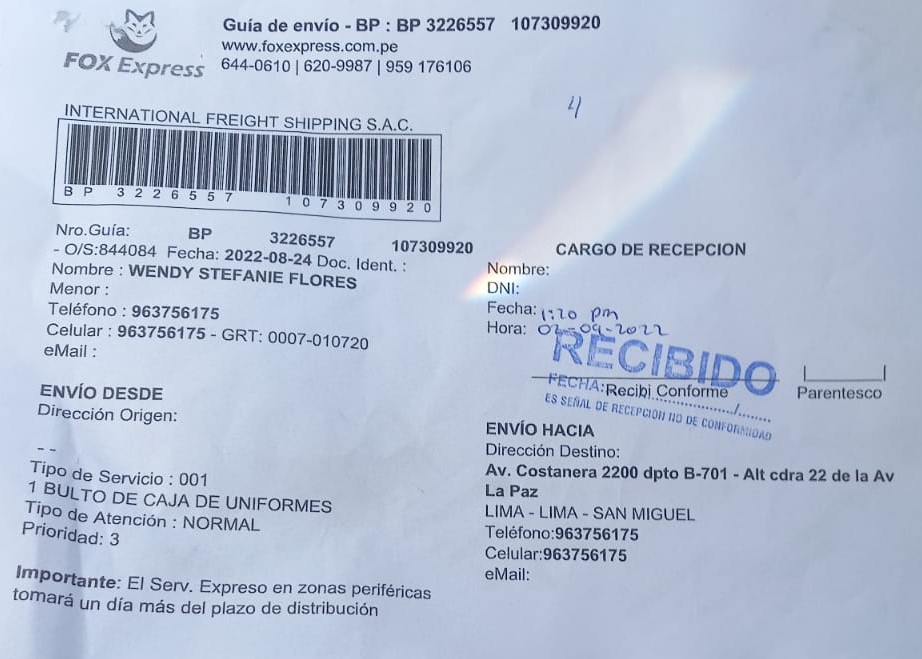 FOX Express
Guía de envío - BP : BP 3226557 107309920
www.foxexpress.com.pe
644-0610 | 620-9987 | 959 176106
4
INTERNATIONAL FREIGHT SHIPPING S.A.C.
BP 3226557 107309920
Nro.Guía: BP 3226557 107309920
- O/S:844084 Fecha: 2022-08-24 Doc. Ident. :
Nombre : WENDY STEFANIE FLORES
Menor :
Teléfono : 963756175
Celular : 963756175 - GRT: 0007-010720
eMail :
ENVÍO DESDE
Dirección Origen:
- -
Tipo de Servicio : 001
1 BULTO DE CAJA DE UNIFORMES
Tipo de Atención : NORMAL
Prioridad: 3
Importante: El Serv. Expreso en zonas periféricas
tomará un día más del plazo de distribución
CARGO DE RECEPCION
Nombre:
DNI:
Fecha: 1:20 pm
Hora: 02-09-2022
RECIBIDO
FECHA: ............/........
Recibi Conforme
ES SEÑAL DE RECEPCION NO DE CONFORMIDAD
Parentesco
ENVÍO HACIA
Dirección Destino:
Av. Costanera 2200 dpto B-701 - Alt cdra 22 de la Av
La Paz
LIMA - LIMA - SAN MIGUEL
Teléfono:963756175
Celular:963756175
eMail: